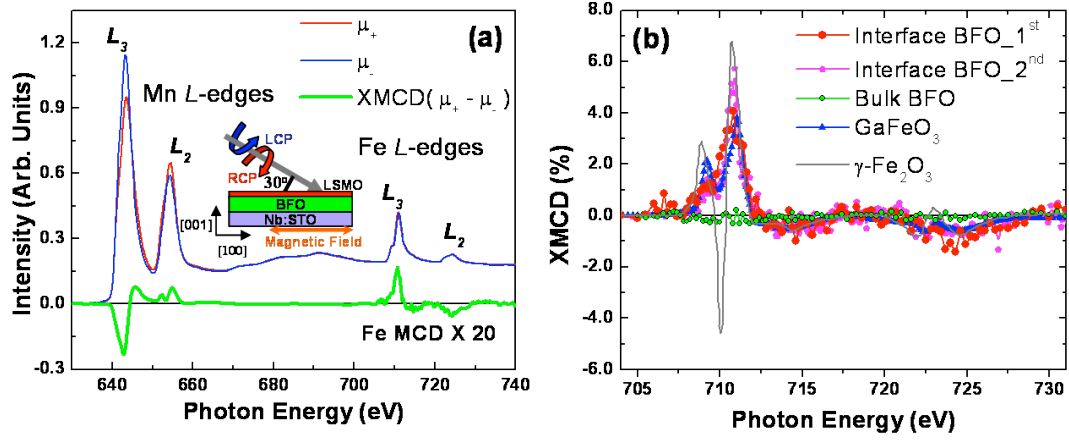 (a)
L3
μ+
μ-
XMCD( μ+ - μ- )
Mn L-edges
L2
Fe L-edges
L3
L2
LCP
RCP
30°
LSMO
BFO
Nb:STO
[001]
[100]
Magnetic Field
Fe MCD X 20
1.2
0.9
0.6
0.3
0.0
-0.3
640
660
680
700
720
740
Intensity (Arb. Units)
Photon Energy (eV)
(b)
Interface BFO_1st
Interface BFO_2nd
Bulk BFO
GaFeO3
γ-Fe2O3
8.0
6.0
4.0
2.0
0.0
-2.0
-4.0
-6.0
705
710
715
720
725
730
XMCD (%)
Photon Energy (eV)